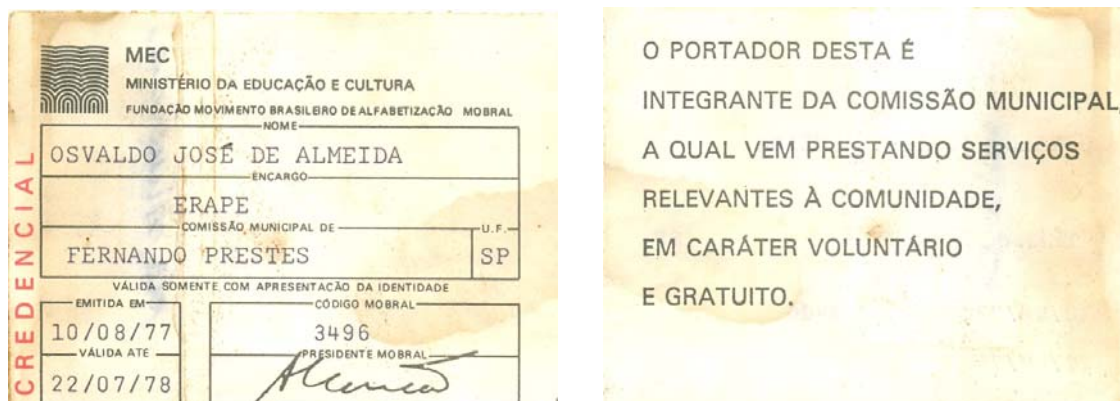 MEC
MINISTÉRIO DA EDUCAÇÃO E CULTURA
FUNDAÇÃO MOVIMENTO BRASILEIRO DE ALFABETIZAÇÃO MOBRAL
CREDENCIAL
NOME
OSVALDO JOSÉ DE ALMEIDA
ENCARGO
ERAPE
COMISSÃO MUNICIPAL DE U.F.
FERNANDO PRESTES SP
VÁLIDA SOMENTE COM APRESENTAÇÃO DA IDENTIDADE
EMITIDA EM CÓDIGO MOBRAL
10/08/77 3496
VÁLIDA ATÉ PRESIDENTE MOBRAL
22/07/78
O PORTADOR DESTA É
INTEGRANTE DA COMISSÃO MUNICIPAL
A QUAL VEM PRESTANDO SERVIÇOS
RELEVANTES À COMUNIDADE,
EM CARÁTER VOLUNTÁRIO
E GRATUITO.